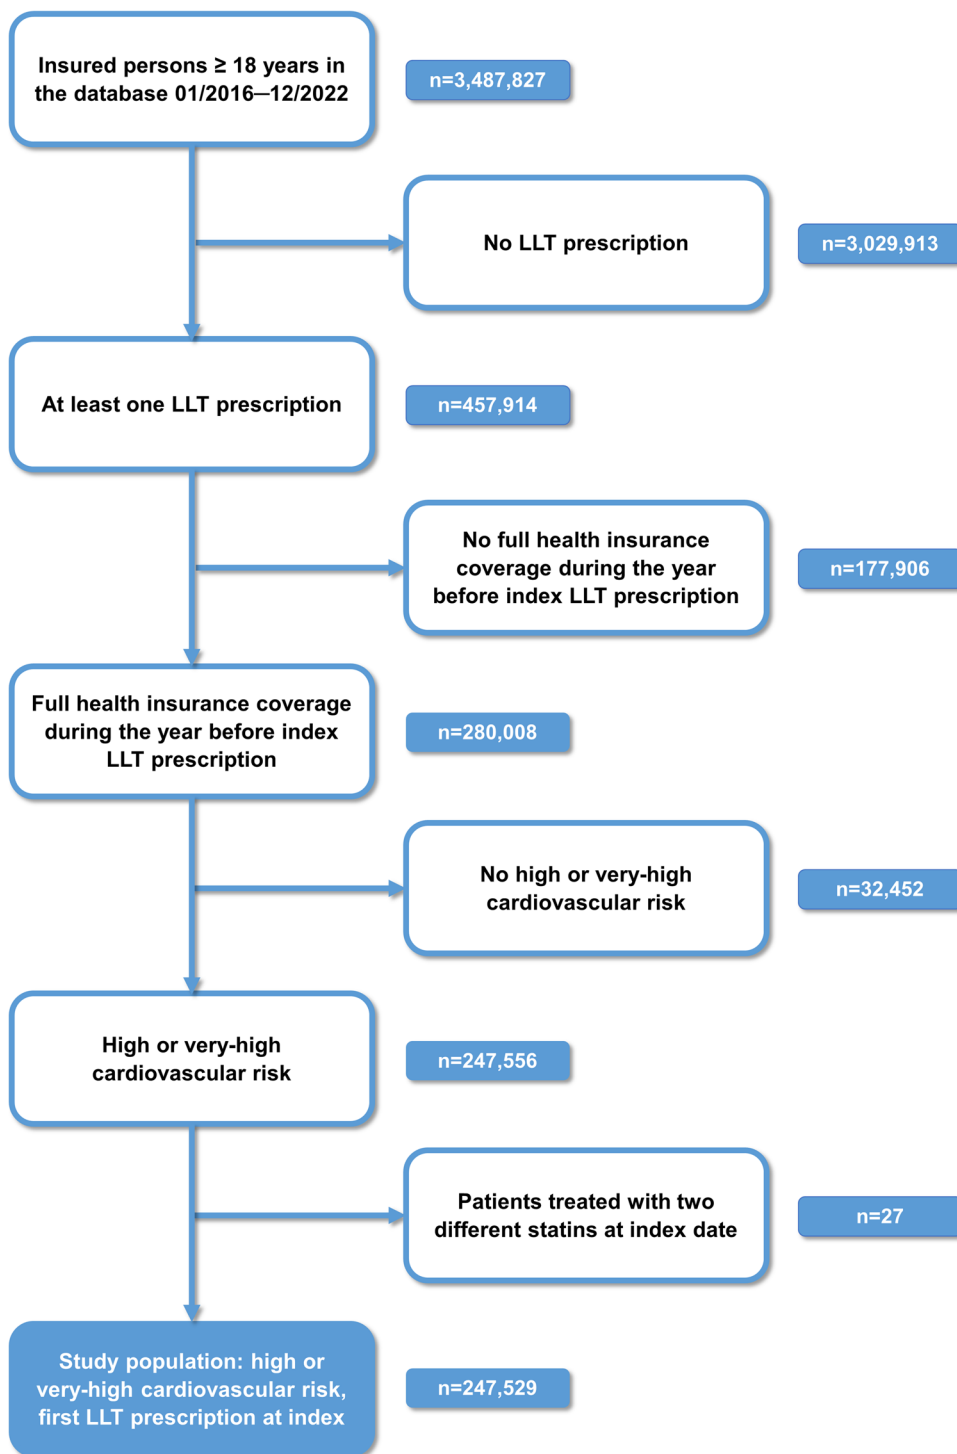 Insured persons ≥ 18 years in
the database 01/2016–12/2022
n=3,487,827
No LLT prescription
n=3,029,913
At least one LLT prescription
n=457,914
No full health insurance
coverage during the year
before index LLT prescription
n=177,906
Full health insurance coverage
during the year before index
LLT prescription
n=280,008
No high or very-high
cardiovascular risk
n=32,452
High or very-high
cardiovascular risk
n=247,556
Patients treated with two
different statins at index date
n=27
Study population: high or
very-high cardiovascular risk,
first LLT prescription at index
n=247,529